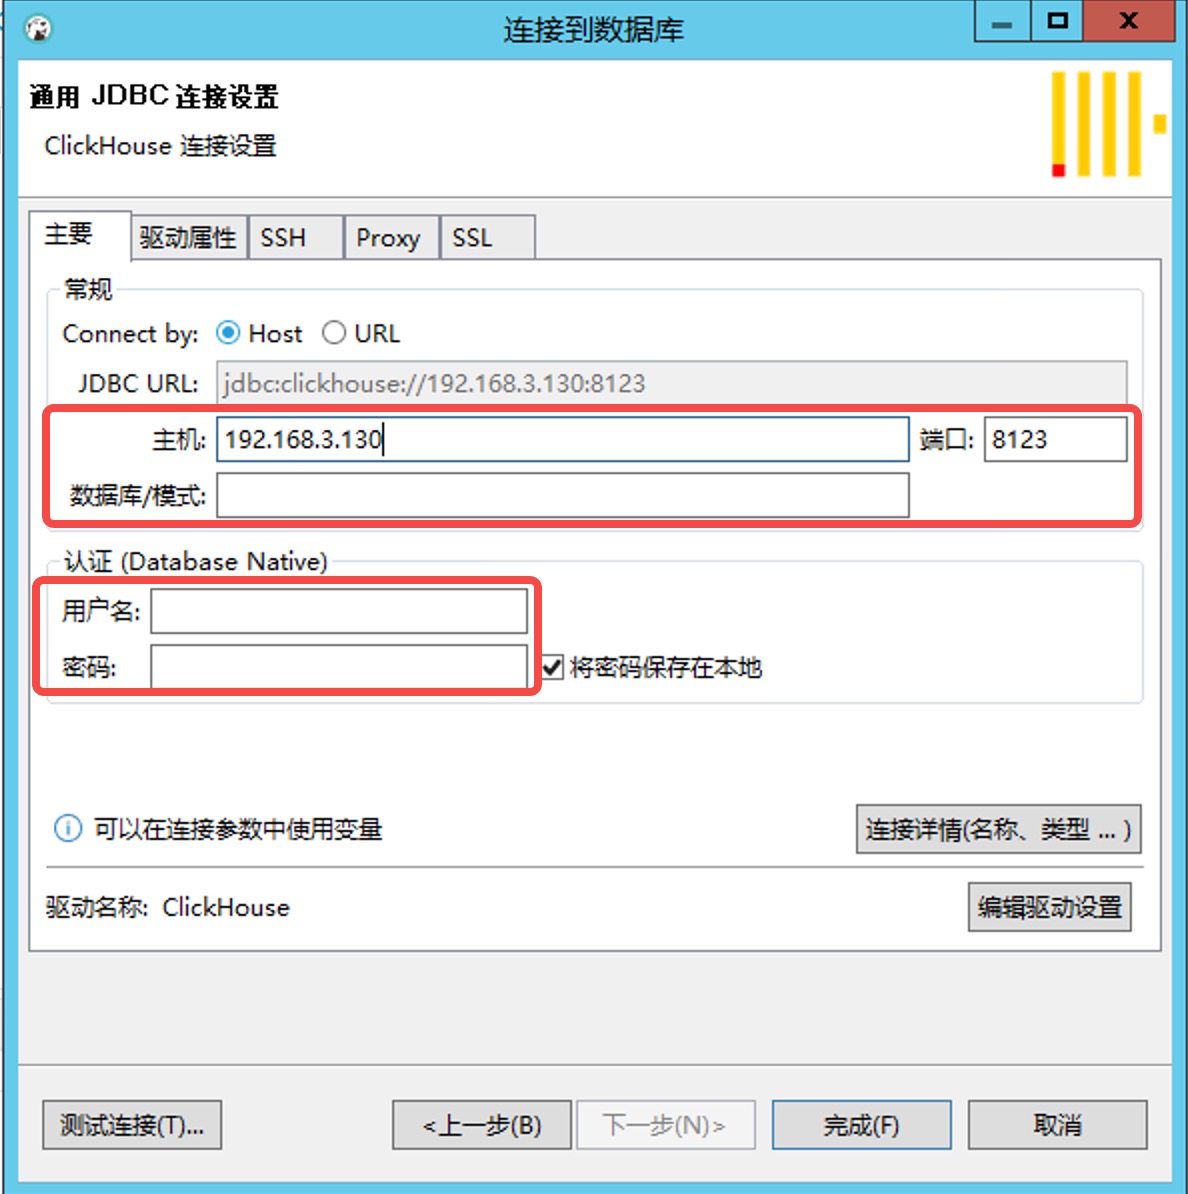 连接到数据库
通用 JDBC 连接设置
ClickHouse 连接设置
主要 驱动属性 SSH Proxy SSL
常规
Connect by: Host URL
JDBC URL: jdbc:clickhouse://192.168.3.130:8123
主机: 192.168.3.130 端口: 8123
数据库/模式:
认证 (Database Native)
用户名:
密码: 将密码保存在本地
可以在连接参数中使用变量 连接详情(名称、类型 ... )
驱动名称: ClickHouse 编辑驱动设置
测试连接(T)... <上一步(B) 下一步(N)> 完成(F) 取消